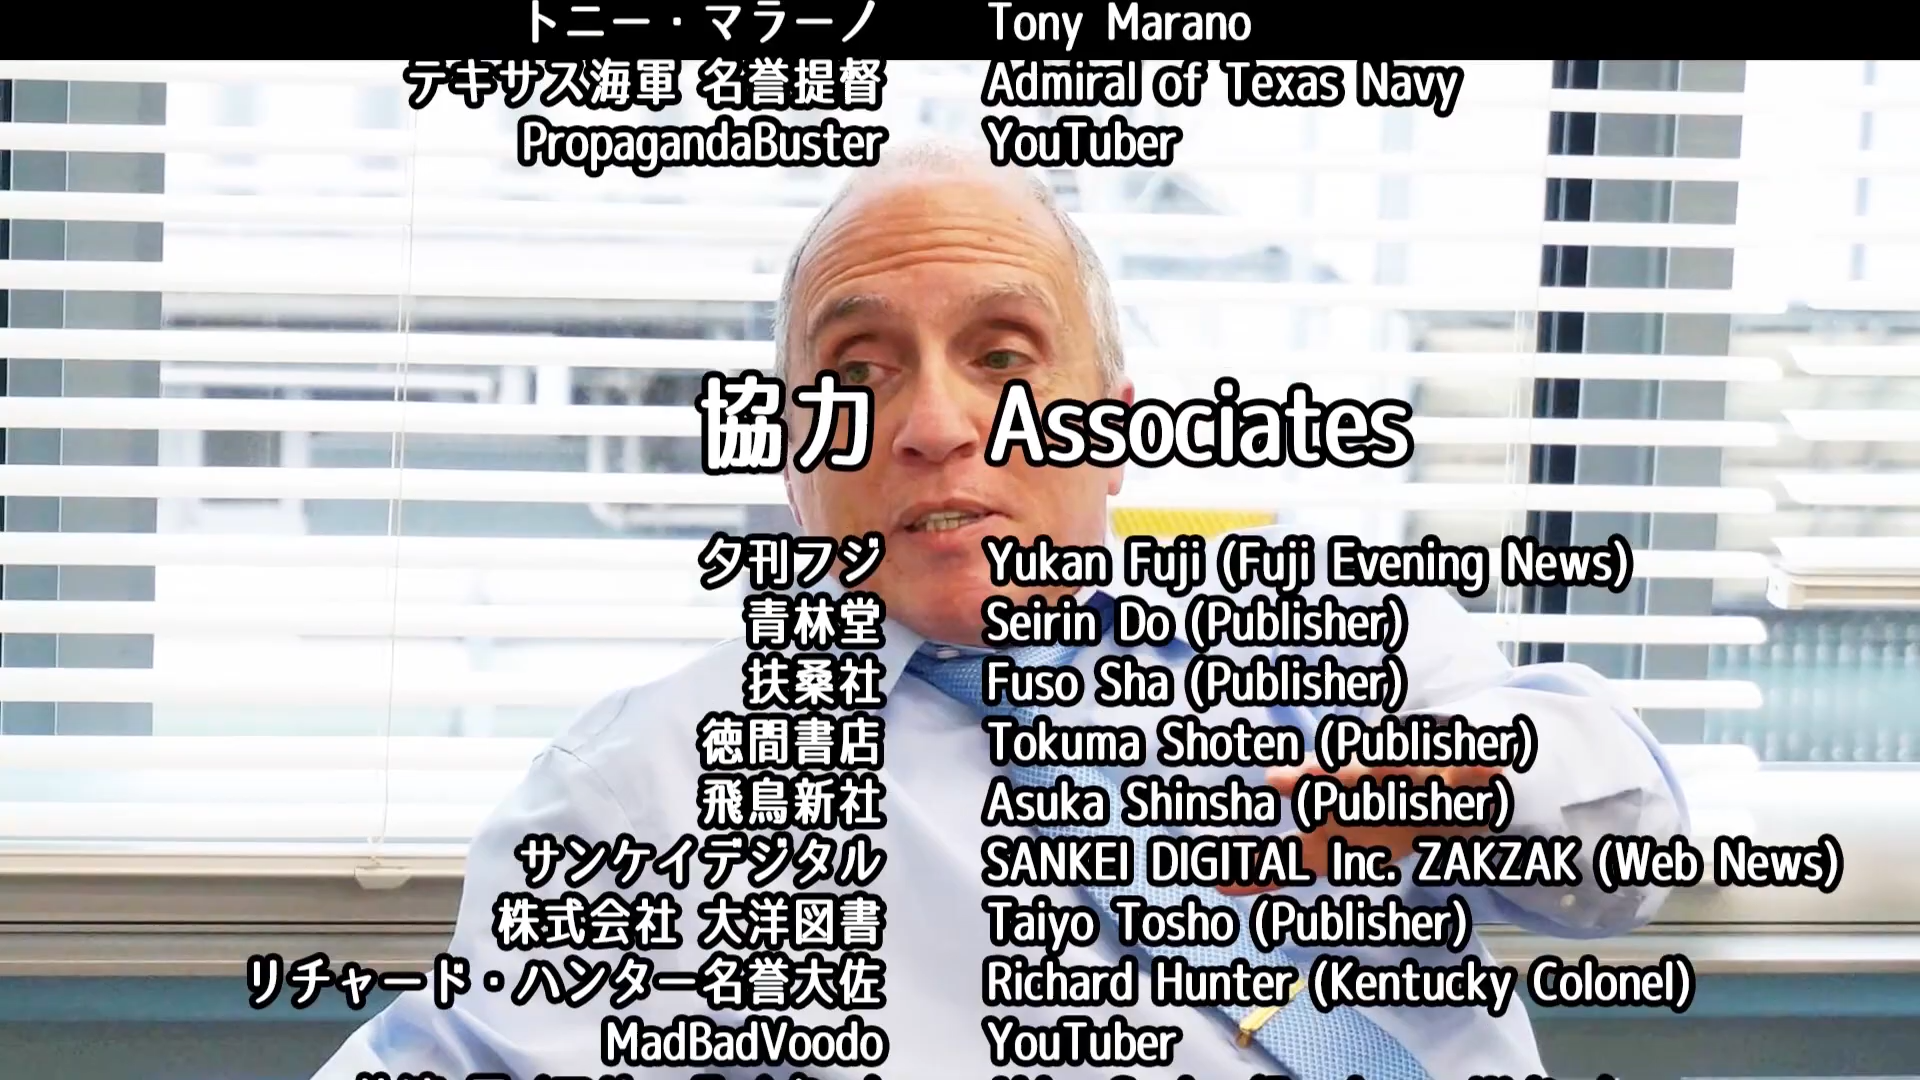 トニー・マラーノ Tony Marano
テキサス海軍 名誉提督 Admiral of Texas Navy
PropagandaBuster YouTuber
協力 Associates
夕刊フジ Yukan Fuji (Fuji Evening News)
青林堂 Seirin Do (Publisher)
扶桑社 Fuso Sha (Publisher)
徳間書店 Tokuma Shoten (Publisher)
飛鳥新社 Asuka Shinsha (Publisher)
サンケイデジタル SANKEI DIGITAL Inc. ZAKZAK (Web News)
株式会社 大洋図書 Taiyo Tosho (Publisher)
リチャード・ハンター名誉大佐 Richard Hunter (Kentucky Colonel)
MadBadVoodo YouTuber